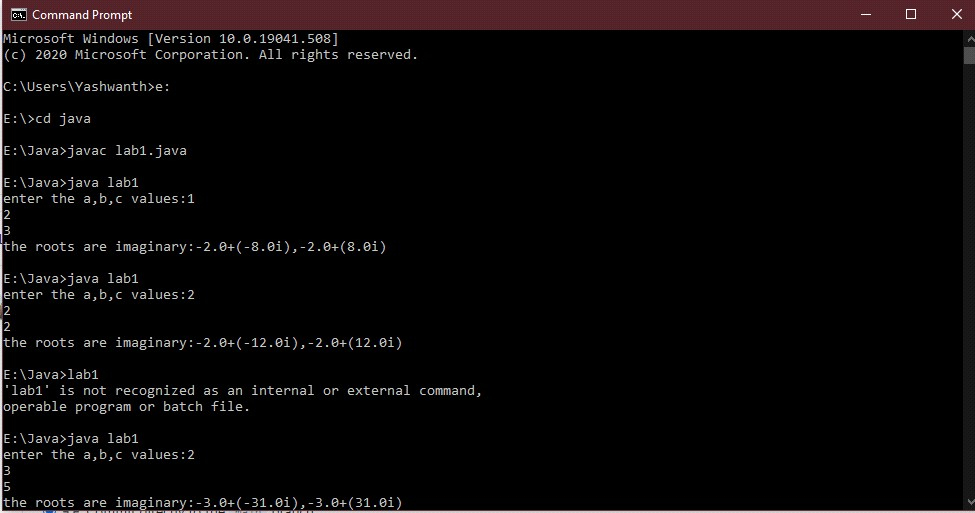 Command Prompt
Microsoft Windows [Version 10.0.19041.508]
(c) 2020 Microsoft Corporation. All rights reserved.
C:\Users\Yashwanth>e:
E:\>cd java
E:\Java>javac lab1.java
E:\Java>java lab1
enter the a,b,c values:1
2
3
the roots are imaginary:-2.0+(-8.0i),-2.0+(8.0i)
E:\Java>java lab1
enter the a,b,c values:2
2
2
the roots are imaginary:-2.0+(-12.0i),-2.0+(12.0i)
E:\Java>lab1
'lab1' is not recognized as an internal or external command,
operable program or batch file.
E:\Java>java lab1
enter the a,b,c values:2
3
5
the roots are imaginary:-3.0+(-31.0i),-3.0+(31.0i)